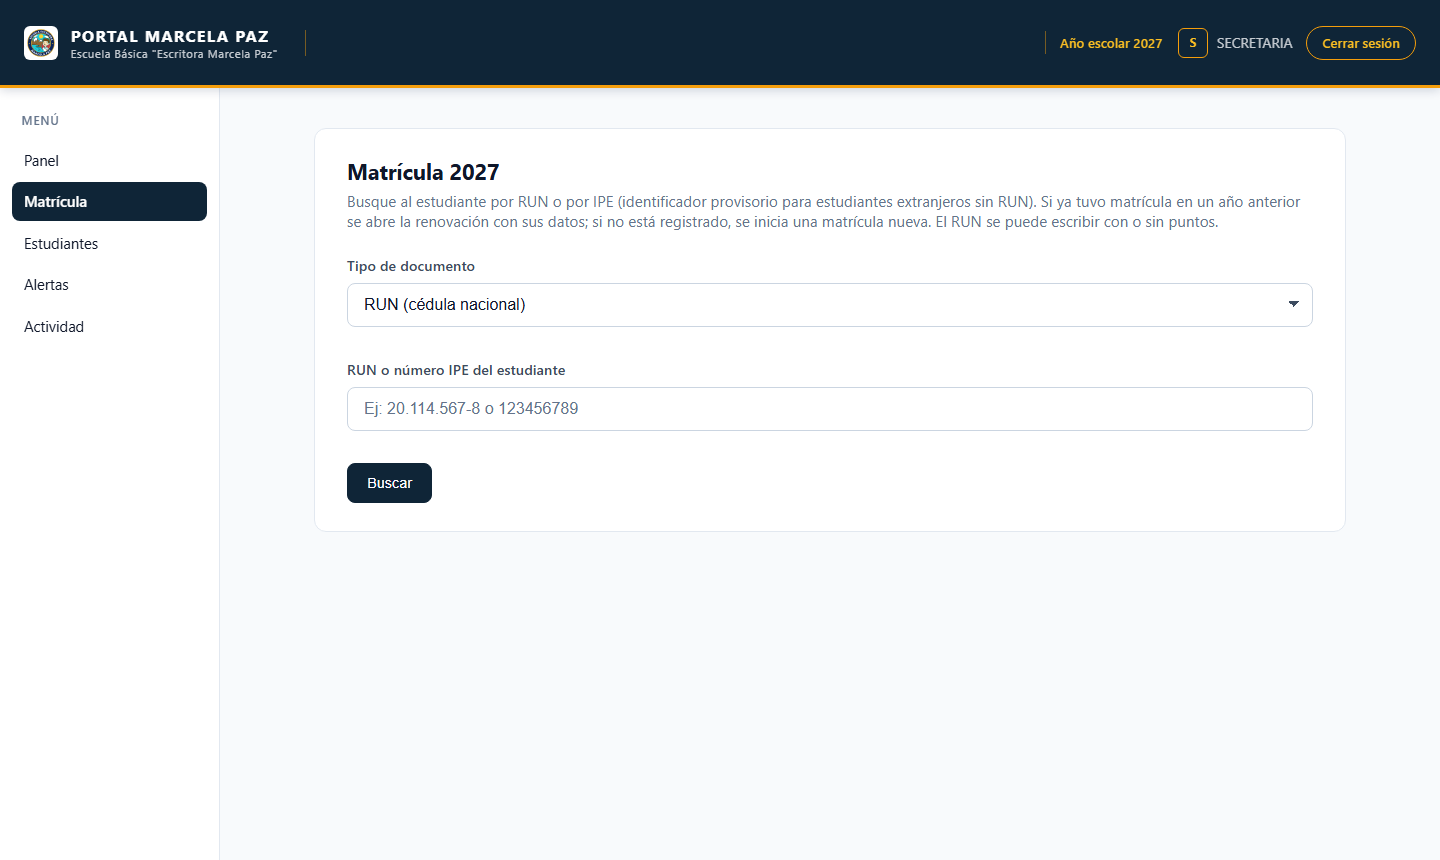 PORTAL MARCELA PAZ
Escuela Básica "Escritora Marcela Paz"
Año escolar 2027
S
SECRETARIA
Cerrar sesión
MENÚ
Panel
Matrícula
Estudiantes
Alertas
Actividad
Matrícula 2027
Busque al estudiante por RUN o por IPE (identificador provisorio para estudiantes extranjeros sin RUN). Si ya tuvo matrícula en un año anterior
se abre la renovación con sus datos; si no está registrado, se inicia una matrícula nueva. El RUN se puede escribir con o sin puntos.
Tipo de documento
RUN (cédula nacional)
RUN o número IPE del estudiante
Ej: 20.114.567-8 o 123456789
Buscar